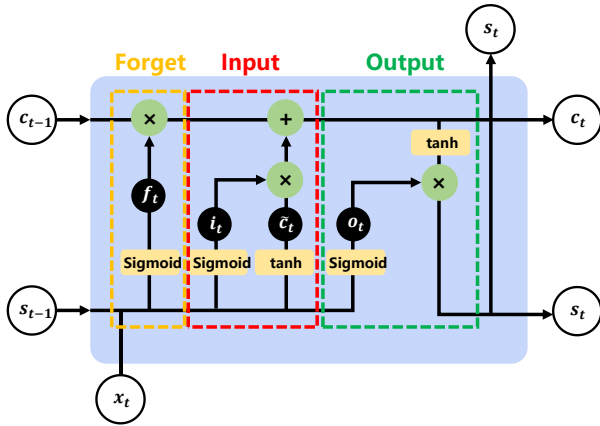 s_t
Forget Input Output
c_{t-1} × + c_t
tanh
f_t × ×
i_t c̃_t o_t
Sigmoid Sigmoid tanh Sigmoid
s_{t-1} s_t
x_t